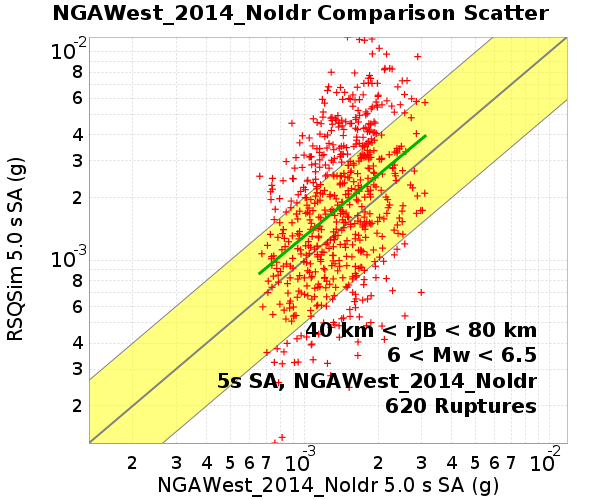 NGAWest_2014_NoIdr Comparison Scatter
10-2
8
6
4
3
2
10-3
8
6
4
3
2
RSQSim 5.0 s SA (g)
40 km < rJB < 80 km
6 < Mw < 6.5
5s SA, NGAWest_2014_NoIdr
620 Ruptures
2 3 4 5 6 7 10-3 2 3 4 5 6 7 10-2
NGAWest_2014_NoIdr 5.0 s SA (g)